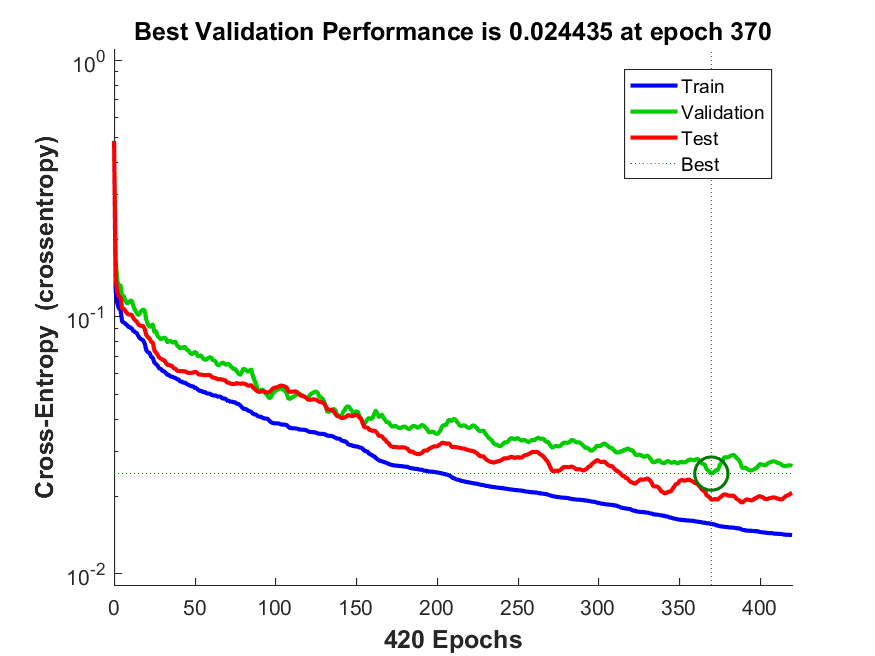 Best Validation Performance is 0.024435 at epoch 370
Cross-Entropy (crossentropy)
10^0
10^-1
10^-2
Train
Validation
Test
Best
0 50 100 150 200 250 300 350 400
420 Epochs